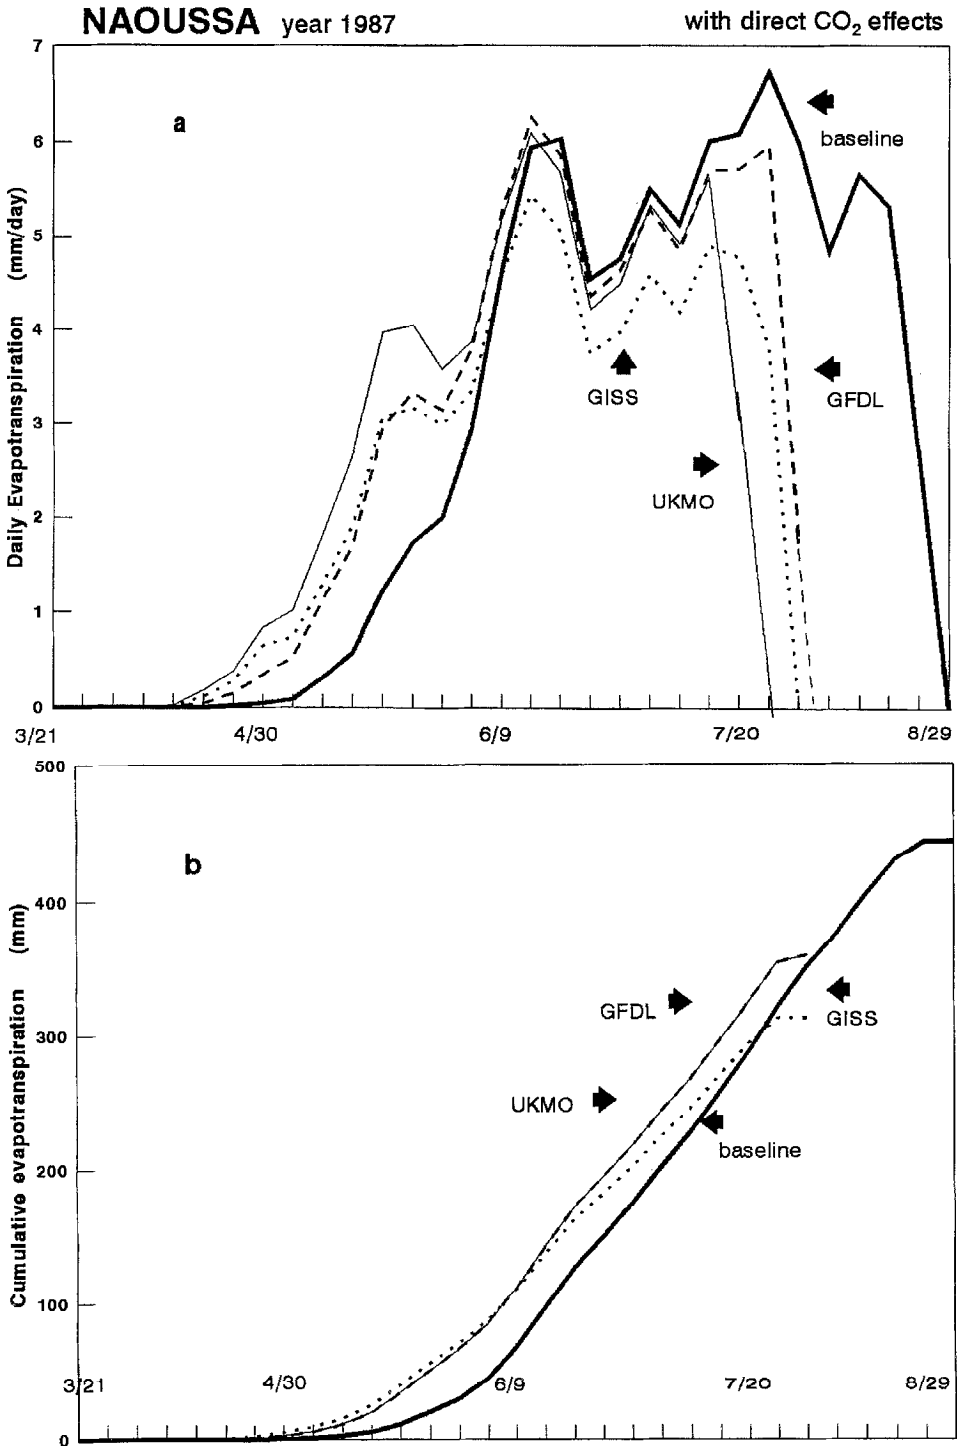 NAOUSSA year 1987 with direct CO₂ effects
7
a
6
baseline
5
4
GISS
GFDL
3
UKMO
2
1
0
Daily Evapotranspiration (mm/day)
3/21 4/30 6/9 7/20 8/29
500
b
400
GFDL
GISS
300
UKMO
baseline
200
100
Cumulative evapotranspiration (mm)
3/21 4/30 6/9 7/20 8/29
0